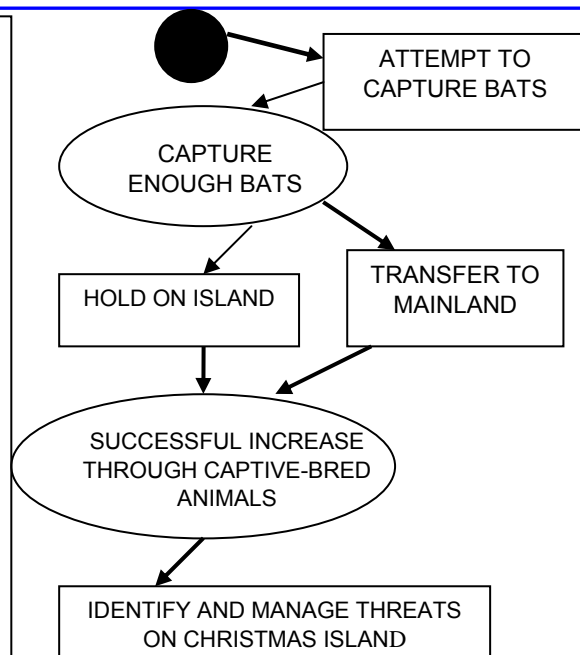 ATTEMPT TO
CAPTURE BATS
CAPTURE
ENOUGH BATS
HOLD ON ISLAND
TRANSFER TO
MAINLAND
SUCCESSFUL INCREASE
THROUGH CAPTIVE-BRED
ANIMALS
IDENTIFY AND MANAGE THREATS
ON CHRISTMAS ISLAND